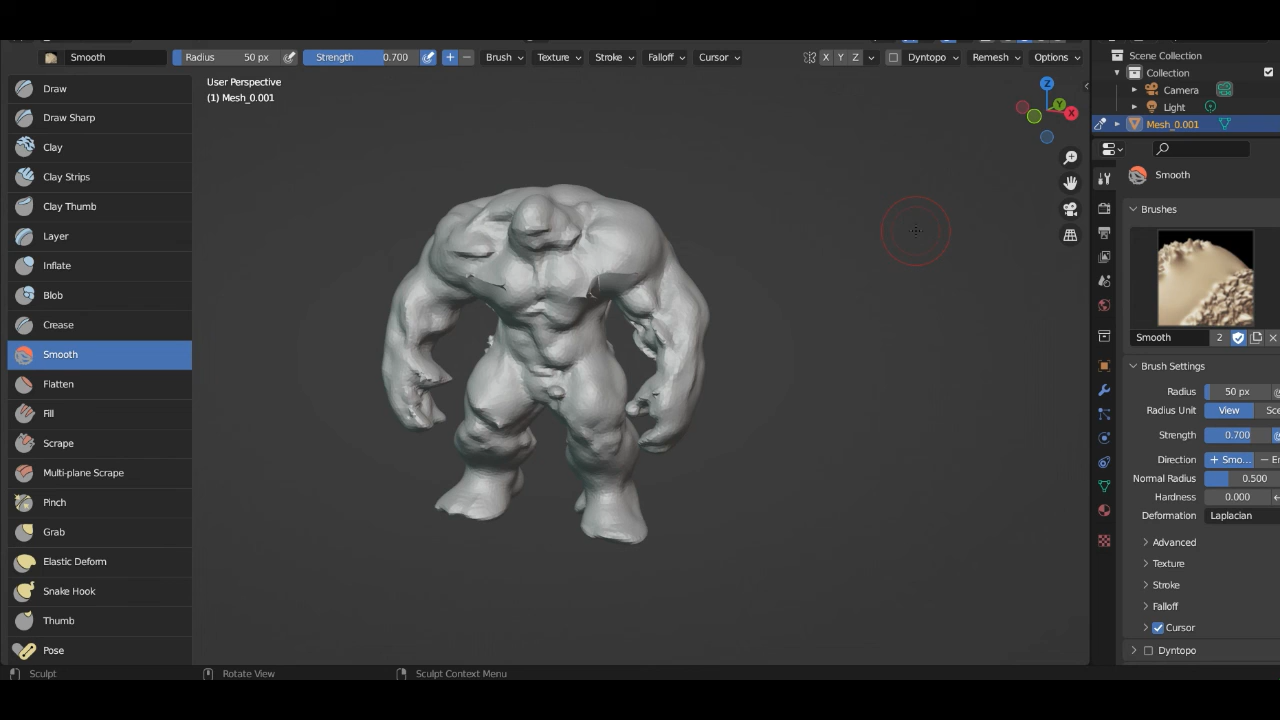 Smooth Radius 50 px Strength 0.700 Brush Texture Stroke Falloff Cursor X Y Z Dyntopo Remesh Options
User Perspective
(1) Mesh_0.001
Draw
Draw Sharp
Clay
Clay Strips
Clay Thumb
Layer
Inflate
Blob
Crease
Smooth
Flatten
Fill
Scrape
Multi-plane Scrape
Pinch
Grab
Elastic Deform
Snake Hook
Thumb
Pose
Z
Y
X
Scene Collection
Collection
Camera
Light
Mesh_0.001
Smooth
Brushes
Smooth 2
Brush Settings
Radius 50 px
Radius Unit View Sce
Strength 0.700
Direction + Smo... — En
Normal Radius 0.500
Hardness 0.000
Deformation Laplacian
Advanced
Texture
Stroke
Falloff
Cursor
Dyntopo
Sculpt Rotate View Sculpt Context Menu